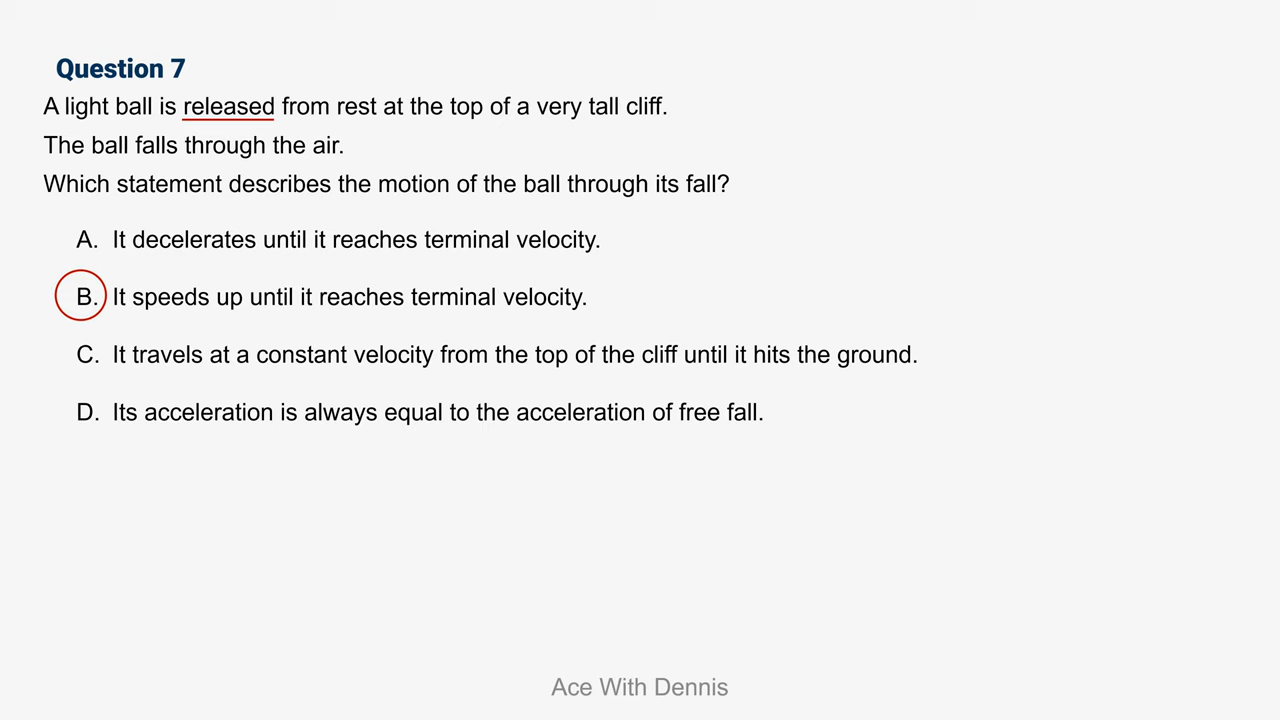 Question 7
A light ball is released from rest at the top of a very tall cliff.
The ball falls through the air.
Which statement describes the motion of the ball through its fall?
A. It decelerates until it reaches terminal velocity.
B. It speeds up until it reaches terminal velocity.
C. It travels at a constant velocity from the top of the cliff until it hits the ground.
D. Its acceleration is always equal to the acceleration of free fall.
Ace With Dennis